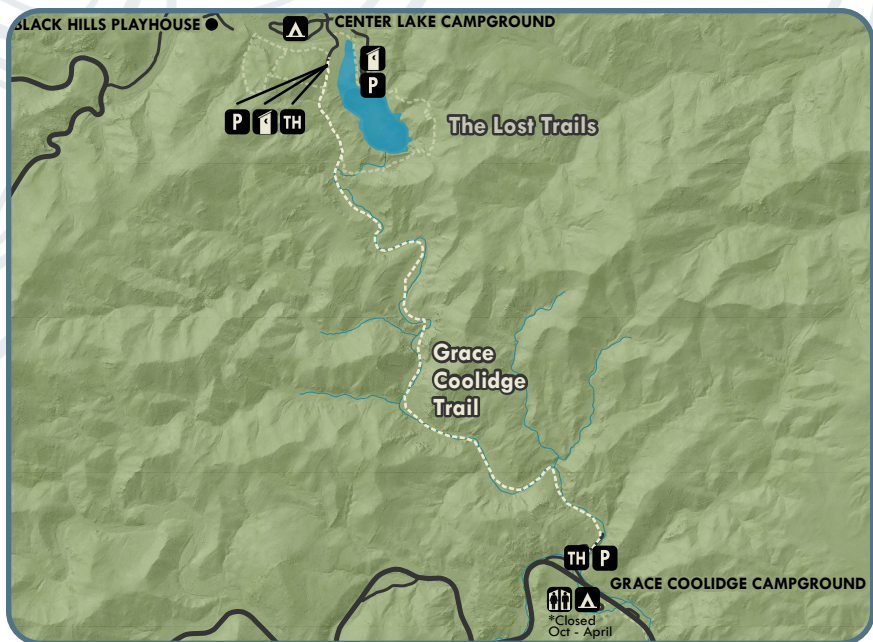 BLACK HILLS PLAYHOUSE
CENTER LAKE CAMPGROUND
P
P TH
The Lost Trails
Grace
Coolidge
Trail
TH P
GRACE COOLIDGE CAMPGROUND
*Closed
Oct - April